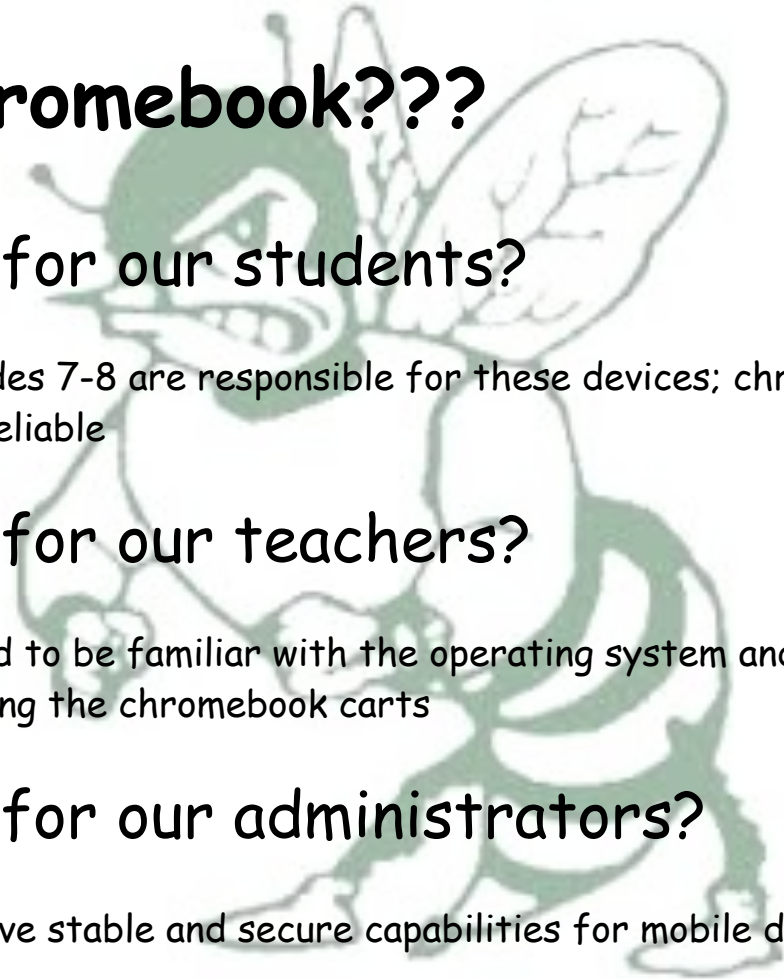 romebook???
for our students?
des 7-8 are responsible for these devices; chr
eliable
for our teachers?
d to be familiar with the operating system and
ng the chromebook carts
for our administrators?
ve stable and secure capabilities for mobile d